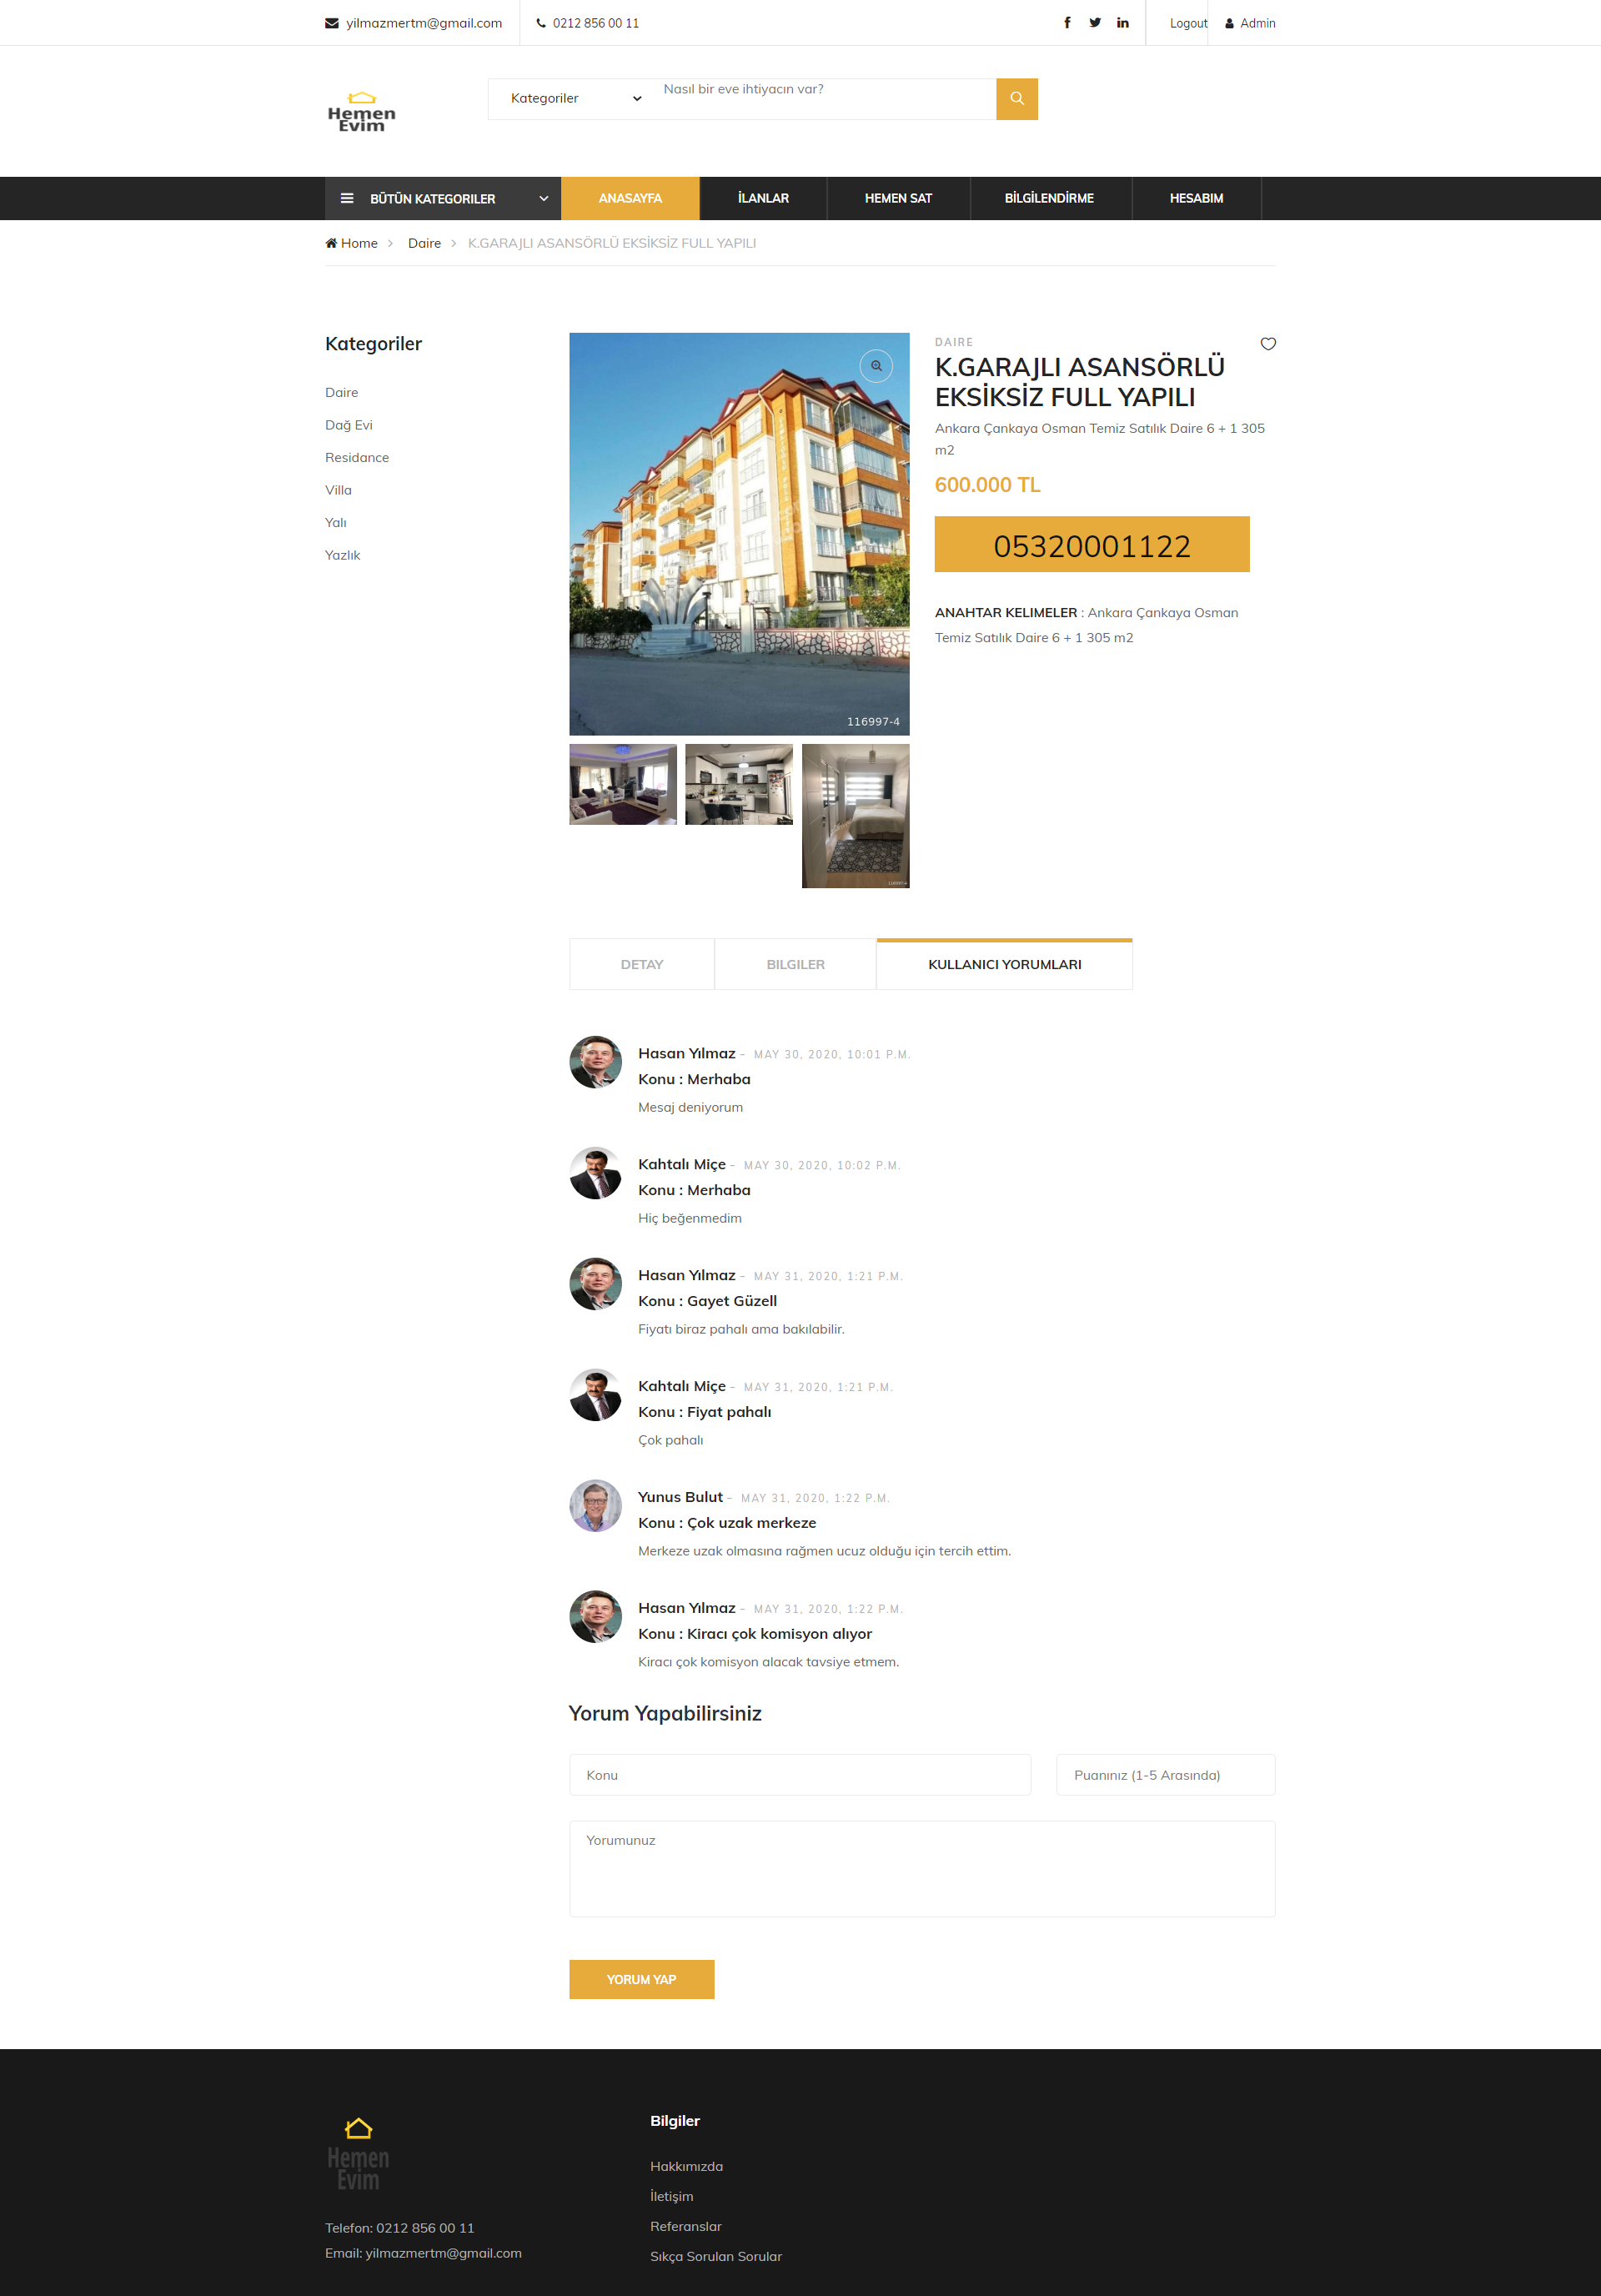 yilmazmertm@gmail.com
0212 856 00 11
Logout
Admin
Hemen
Evim
Kategoriler
Nasıl bir eve ihtiyacın var?
BÜTÜN KATEGORILER
ANASAYFA
İLANLAR
HEMEN SAT
BİLGİLENDİRME
HESABIM
Home
Daire
K.GARAJLI ASANSÖRLÜ EKSİKSİZ FULL YAPILI
Kategoriler
Daire
Dağ Evi
Residance
Villa
Yalı
Yazlık
116997-4
DAIRE
K.GARAJLI ASANSÖRLÜ
EKSİKSİZ FULL YAPILI
Ankara Çankaya Osman Temiz Satılık Daire 6 + 1 305
m2
600.000 TL
05320001122
ANAHTAR KELIMELER : Ankara Çankaya Osman
Temiz Satılık Daire 6 + 1 305 m2
DETAY
BILGILER
KULLANICI YORUMLARI
Hasan Yılmaz - MAY 30, 2020, 10:01 P.M.
Konu : Merhaba
Mesaj deniyorum
Kahtalı Miçe - MAY 30, 2020, 10:02 P.M.
Konu : Merhaba
Hiç beğenmedim
Hasan Yılmaz - MAY 31, 2020, 1:21 P.M.
Konu : Gayet Güzell
Fiyatı biraz pahalı ama bakılabilir.
Kahtalı Miçe - MAY 31, 2020, 1:21 P.M.
Konu : Fiyat pahalı
Çok pahalı
Yunus Bulut - MAY 31, 2020, 1:22 P.M.
Konu : Çok uzak merkeze
Merkeze uzak olmasına rağmen ucuz olduğu için tercih ettim.
Hasan Yılmaz - MAY 31, 2020, 1:22 P.M.
Konu : Kiracı çok komisyon alıyor
Kiracı çok komisyon alacak tavsiye etmem.
Yorum Yapabilirsiniz
Konu
Puanınız (1-5 Arasında)
Yorumunuz
YORUM YAP
Hemen
Evim
Telefon: 0212 856 00 11
Email: yilmazmertm@gmail.com
Bilgiler
Hakkımızda
İletişim
Referanslar
Sıkça Sorulan Sorular